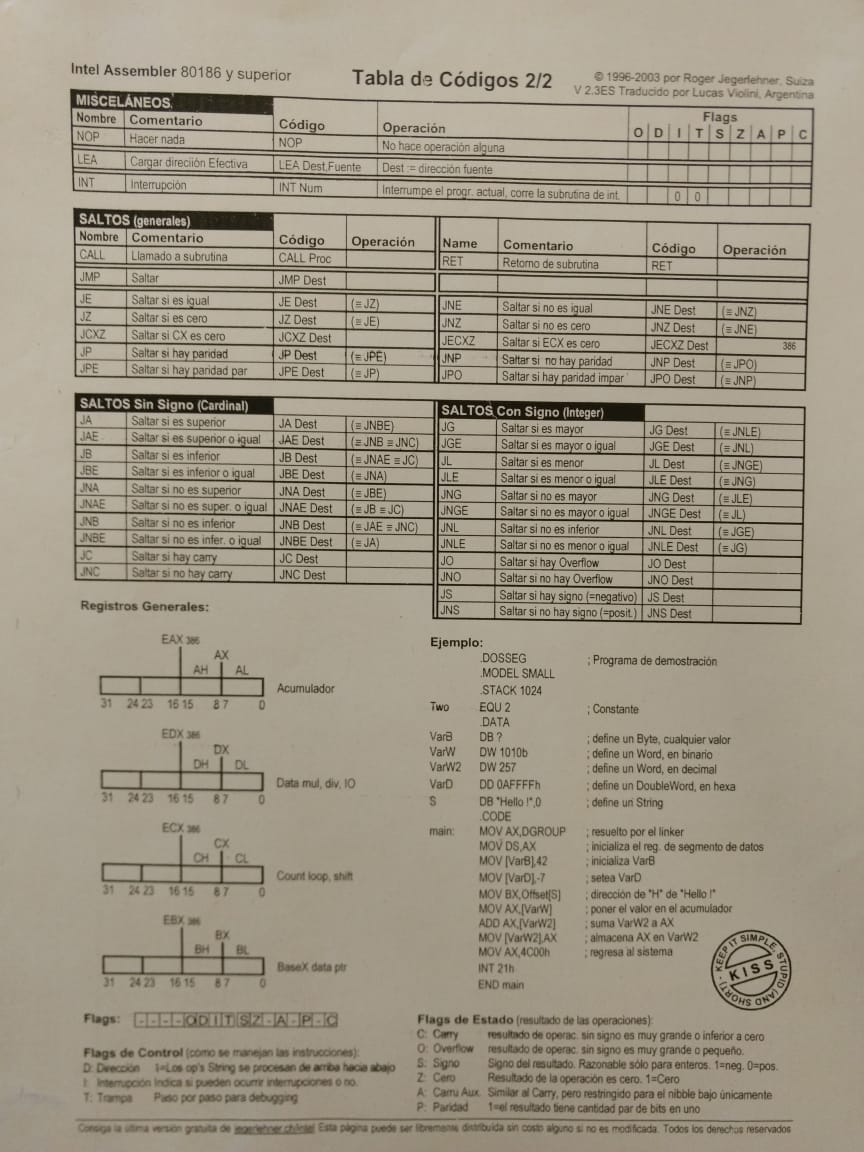 Intel Assembler 80186 y superior
Tabla de Códigos 2/2
© 1996-2003 por Roger Jegerlehner, Suiza
V 2.3ES Traducido por Lucas Violini, Argentina
MISCELÁNEOS
Flags
Nombre Comentario Código Operación O D I T S Z A P C
NOP Hacer nada NOP No hace operación alguna
LEA Cargar direciión Efectiva LEA Dest,Fuente Dest := dirección fuente
INT Interrupción INT Num Interrumpe el progr. actual, corre la subrutina de int. 0 0
SALTOS (generales)
Nombre Comentario Código Operación Name Comentario Código Operación
CALL Llamado a subrutina CALL Proc RET Retorno de subrutina RET
JMP Saltar JMP Dest
JE Saltar si es igual JE Dest (≡ JZ) JNE Saltar si no es igual JNE Dest (≡ JNZ)
JZ Saltar si es cero JZ Dest (≡ JE) JNZ Saltar si no es cero JNZ Dest (≡ JNE)
JCXZ Saltar si CX es cero JCXZ Dest JECXZ Saltar si ECX es cero JECXZ Dest 386
JP Saltar si hay paridad JP Dest (≡ JPE) JNP Saltar si no hay paridad JNP Dest (≡ JPO)
JPE Saltar si hay paridad par JPE Dest (≡ JP) JPO Saltar si hay paridad impar JPO Dest (≡ JNP)
SALTOS Sin Signo (Cardinal)
JA Saltar si es superior JA Dest (≡ JNBE)
JAE Saltar si es superior o igual JAE Dest (≡ JNB ≡ JNC)
JB Saltar si es inferior JB Dest (≡ JNAE ≡ JC)
JBE Saltar si es inferior o igual JBE Dest (≡ JNA)
JNA Saltar si no es superior JNA Dest (≡ JBE)
JNAE Saltar si no es super. o igual JNAE Dest (≡ JB ≡ JC)
JNB Saltar si no es inferior JNB Dest (≡ JAE ≡ JNC)
JNBE Saltar si no es infer. o igual JNBE Dest (≡ JA)
JC Saltar si hay carry JC Dest
JNC Saltar si no hay carry JNC Dest
SALTOS Con Signo (Integer)
JG Saltar si es mayor JG Dest (≡ JNLE)
JGE Saltar si es mayor o igual JGE Dest (≡ JNL)
JL Saltar si es menor JL Dest (≡ JNGE)
JLE Saltar si es menor o igual JLE Dest (≡ JNG)
JNG Saltar si no es mayor JNG Dest (≡ JLE)
JNGE Saltar si no es mayor o igual JNGE Dest (≡ JL)
JNL Saltar si no es inferior JNL Dest (≡ JGE)
JNLE Saltar si no es menor o igual JNLE Dest (≡ JG)
JO Saltar si hay Overflow JO Dest
JNO Saltar si no hay Overflow JNO Dest
JS Saltar si hay signo (=negativo) JS Dest
JNS Saltar si no hay signo (=posit.) JNS Dest
Registros Generales:
EAX 386
AX
AH AL
Acumulador
31 24 23 16 15 8 7 0
EDX 386
DX
DH DL
Data mul, div, IO
31 24 23 16 15 8 7 0
ECX 386
CX
CH CL
Count loop, shift
31 24 23 16 15 8 7 0
EBX 386
BX
BH BL
BaseX data ptr
31 24 23 16 15 8 7 0
Ejemplo:
.DOSSEG ; Programa de demostración
.MODEL SMALL
.STACK 1024
Two EQU 2 ; Constante
.DATA
VarB DB ? ; define un Byte, cualquier valor
VarW DW 1010b ; define un Word, en binario
VarW2 DW 257 ; define un Word, en decimal
VarD DD 0AFFFFh ; define un DoubleWord, en hexa
S DB "Hello !",0 ; define un String
.CODE
main: MOV AX,DGROUP ; resuelto por el linker
MOV DS,AX ; inicializa el reg. de segmento de datos
MOV [VarB],42 ; inicializa VarB
MOV [VarD],-7 ; setea VarD
MOV BX,Offset[S] ; dirección de "H" de "Hello !"
MOV AX,[VarW] ; poner el valor en el acumulador
ADD AX,[VarW2] ; suma VarW2 a AX
MOV [VarW2],AX ; almacena AX en VarW2
MOV AX,4C00h ; regresa al sistema
INT 21h
END main
KEEP IT SIMPLE, STUPID (AND SHORT) -
KISS
Flags: - - - - O D I T S Z - A - P - C
Flags de Control (cómo se manejan las instrucciones):
D: Dirección 1=Los op's String se procesan de arriba hacia abajo
I: Interrupción Indica si pueden ocurrir interrupciones o no.
T: Trampa Paso por paso para debugging
Flags de Estado (resultado de las operaciones):
C: Carry resultado de operac. sin signo es muy grande o inferior a cero
O: Overflow resultado de operac. sin signo es muy grande o pequeño.
S: Signo Signo del resultado. Razonable sólo para enteros. 1=neg. 0=pos.
Z: Cero Resultado de la operación es cero. 1=Cero
A: Carru Aux. Similar al Carry, pero restringido para el nibble bajo únicamente
P: Paridad 1=el resultado tiene cantidad par de bits en uno
Consiga la última versión gratuita de jegerlehner.ch/intel Esta página puede ser libremente distribuida sin costo alguno si no es modificada. Todos los derechos reservados